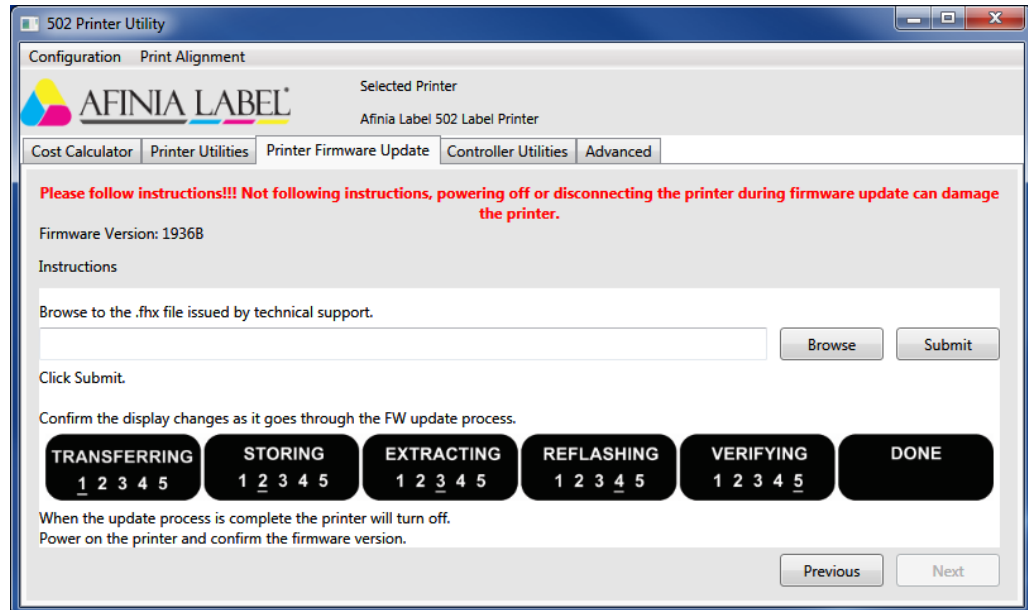 502 Printer Utility
Configuration Print Alignment
AFINIA LABEL®
Selected Printer
Afinia Label 502 Label Printer
Cost Calculator Printer Utilities Printer Firmware Update Controller Utilities Advanced
Please follow instructions!!! Not following instructions, powering off or disconnecting the printer during firmware update can damage
the printer.
Firmware Version: 1936B
Instructions
Browse to the .fhx file issued by technical support.
Browse Submit
Click Submit.
Confirm the display changes as it goes through the FW update process.
TRANSFERRING
1 2 3 4 5
STORING
1 2 3 4 5
EXTRACTING
1 2 3 4 5
REFLASHING
1 2 3 4 5
VERIFYING
1 2 3 4 5
DONE
When the update process is complete the printer will turn off.
Power on the printer and confirm the firmware version.
Previous Next